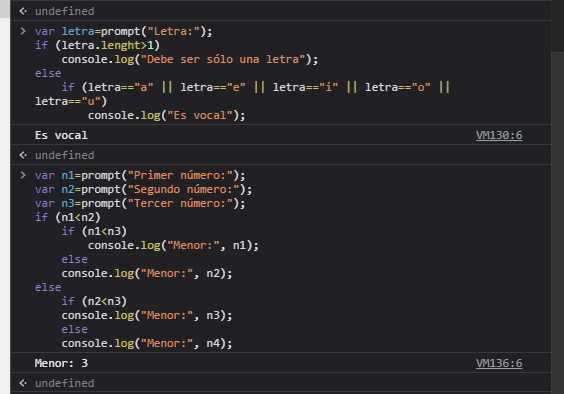 undefined
var letra=prompt("Letra:");
if (letra.lenght>1)
    console.log("Debe ser sólo una letra");
else
    if (letra=="a" || letra=="e" || letra=="i" || letra=="o" ||
letra=="u")
        console.log("Es vocal");
Es vocal VM130:6
undefined
var n1=prompt("Primer número:");
var n2=prompt("Segundo número:");
var n3=prompt("Tercer número:");
if (n1<n2)
    if (n1<n3)
        console.log("Menor:", n1);
    else
    console.log("Menor:", n2);
else
    if (n2<n3)
    console.log("Menor:", n3);
    else
    console.log("Menor:", n4);
Menor: 3 VM136:6
undefined